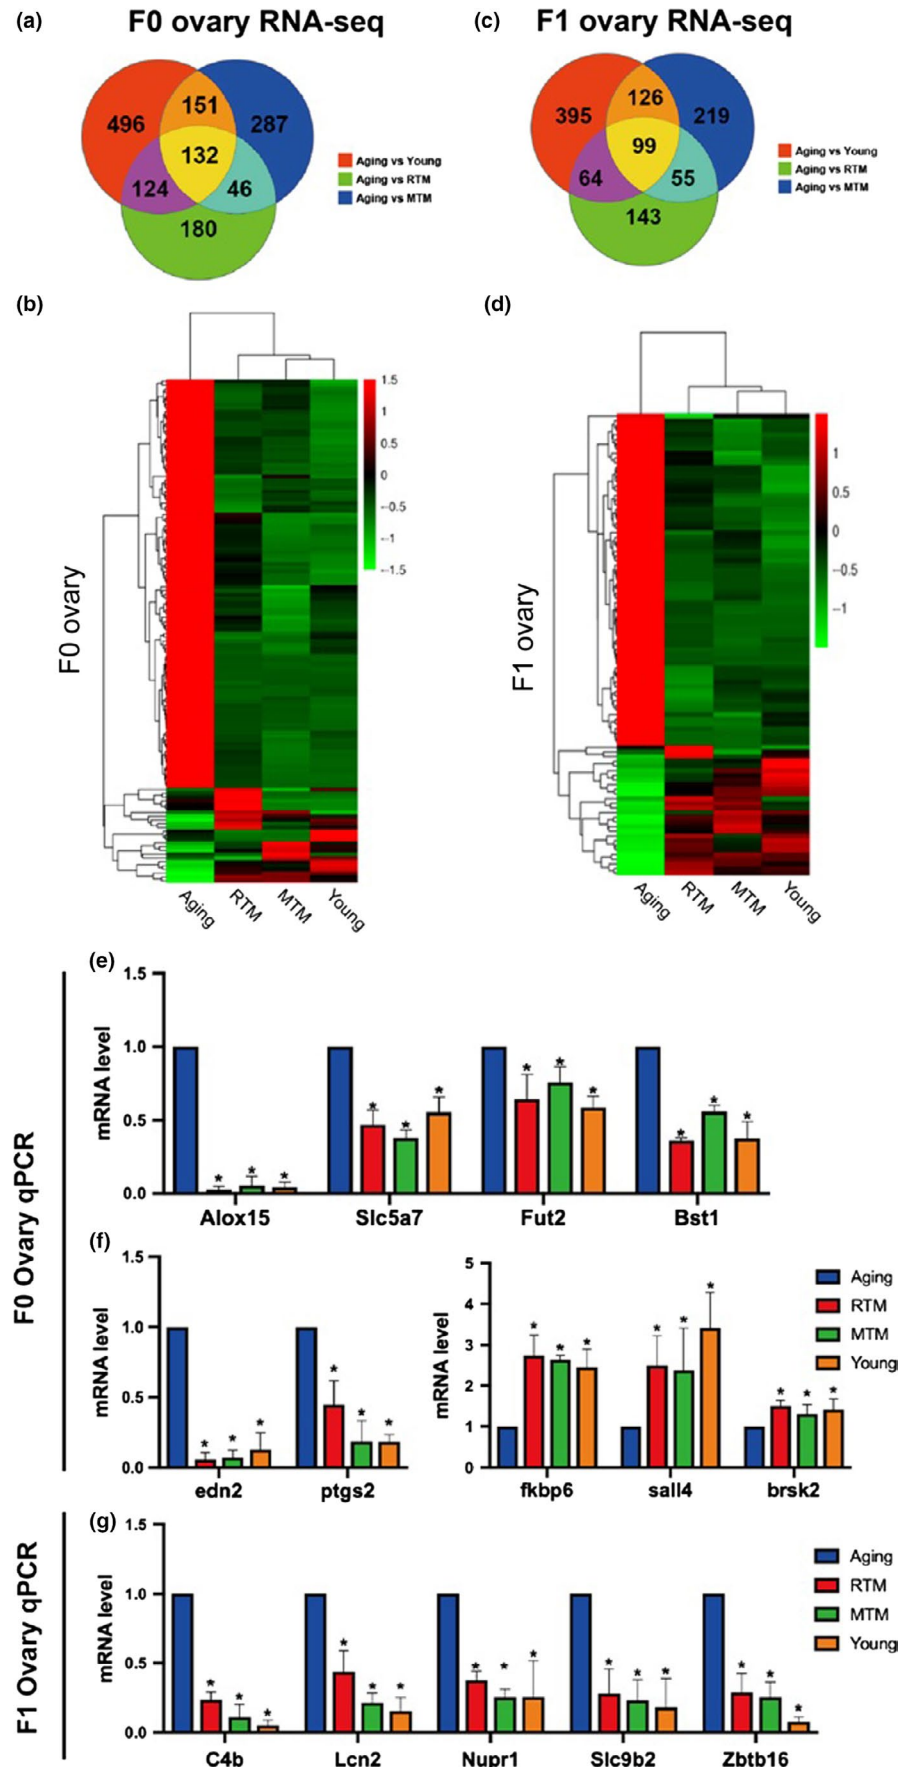 (a)
F0 ovary RNA-seq
496
151
287
132
124
46
180
Aging vs Young
Aging vs RTM
Aging vs MTM
(c)
F1 ovary RNA-seq
395
126
219
99
64
55
143
Aging vs Young
Aging vs RTM
Aging vs MTM
(b)
F0 ovary
1.5
1
0.5
0
-0.5
-1
-1.5
Aging
RTM
MTM
Young
(d)
F1 ovary
1
0.5
0
-0.5
-1
Aging
RTM
MTM
Young
F0 Ovary qPCR
(e)
mRNA level
1.5
1.0
0.5
0.0
* * * * * * * * * * * *
Alox15
Slc5a7
Fut2
Bst1
(f)
mRNA level
1.5
1.0
0.5
0.0
* * * * * *
edn2
ptgs2
mRNA level
5
4
3
2
1
0
* * * * * * * * *
fkbp6
sall4
brsk2
Aging
RTM
MTM
Young
F1 Ovary qPCR
(g)
mRNA level
1.5
1.0
0.5
0.0
* * * * * * * * * * * * * * *
C4b
Lcn2
Nupr1
Slc9b2
Zbtb16
Aging
RTM
MTM
Young